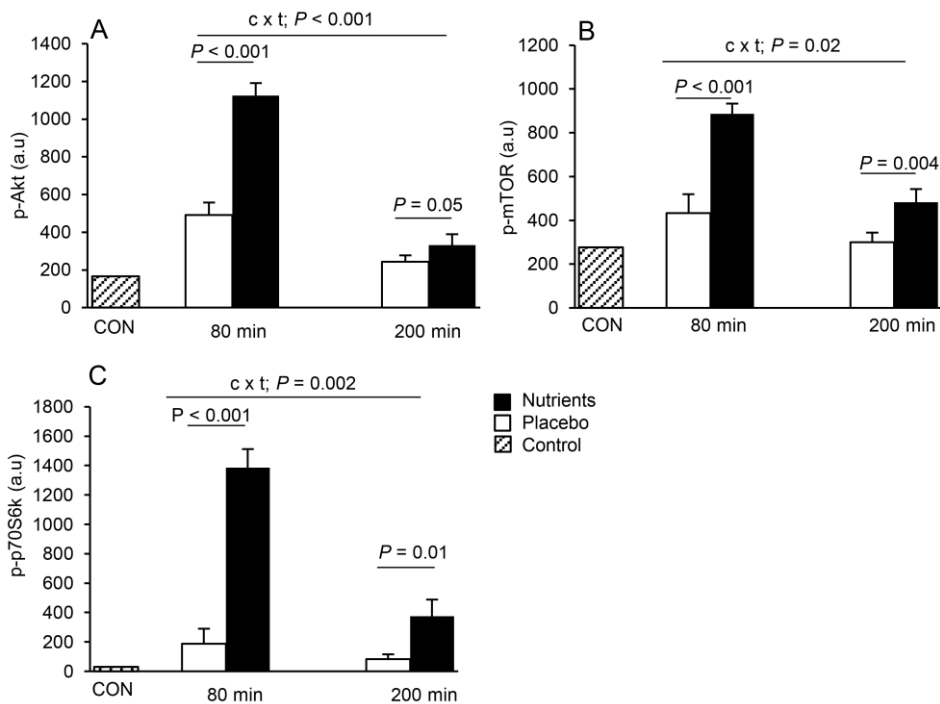 A
c x t; P < 0.001
P < 0.001
P = 0.05
1400
1200
1000
800
600
400
200
0
p-Akt (a.u)
CON
80 min
200 min
B
c x t; P = 0.02
P < 0.001
P = 0.004
1200
1000
800
600
400
200
0
p-mTOR (a.u)
CON
80 min
200 min
C
c x t; P = 0.002
P < 0.001
P = 0.01
1800
1600
1400
1200
1000
800
600
400
200
0
p-p70S6k (a.u)
CON
80 min
200 min
Nutrients
Placebo
Control